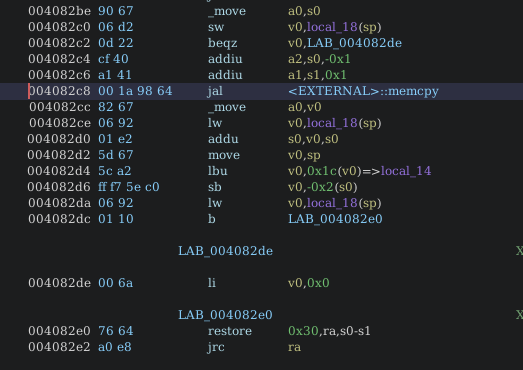 004082be 90 67 _move a0,s0
004082c0 06 d2 sw v0,local_18(sp)
004082c2 0d 22 beqz v0,LAB_004082de
004082c4 cf 40 addiu a2,s0,-0x1
004082c6 a1 41 addiu a1,s1,0x1
004082c8 00 1a 98 64 jal <EXTERNAL>::memcpy
004082cc 82 67 _move a0,v0
004082ce 06 92 lw v0,local_18(sp)
004082d0 01 e2 addu s0,v0,s0
004082d2 5d 67 move v0,sp
004082d4 5c a2 lbu v0,0x1c(v0)=>local_14
004082d6 ff f7 5e c0 sb v0,-0x2(s0)
004082da 06 92 lw v0,local_18(sp)
004082dc 01 10 b LAB_004082e0
LAB_004082de X
004082de 00 6a li v0,0x0
LAB_004082e0 X
004082e0 76 64 restore 0x30,ra,s0-s1
004082e2 a0 e8 jrc ra